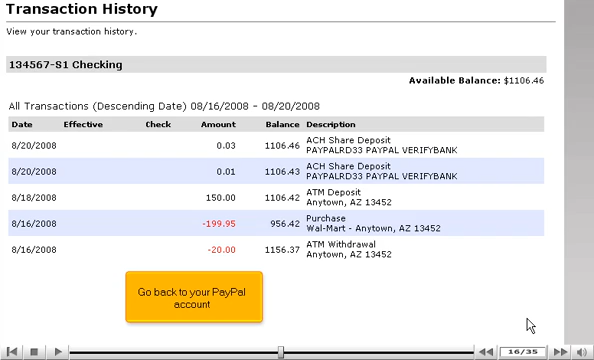 Transaction History
View your transaction history.
134567-S1 Checking
Available Balance: $1106.46
All Transactions (Descending Date) 08/16/2008 - 08/20/2008
Date Effective Check Amount Balance Description
8/20/2008 0.03 1106.46 ACH Share Deposit
PAYPALRD33 PAYPAL VERIFYBANK
8/20/2008 0.01 1106.43 ACH Share Deposit
PAYPALRD33 PAYPAL VERIFYBANK
8/18/2008 150.00 1106.42 ATM Deposit
Anytown, AZ 13452
8/16/2008 -199.95 956.42 Purchase
Wal-Mart - Anytown, AZ 13452
8/16/2008 -20.00 1156.37 ATM Withdrawal
Anytown, AZ 13452
Go back to your PayPal
account
16/35